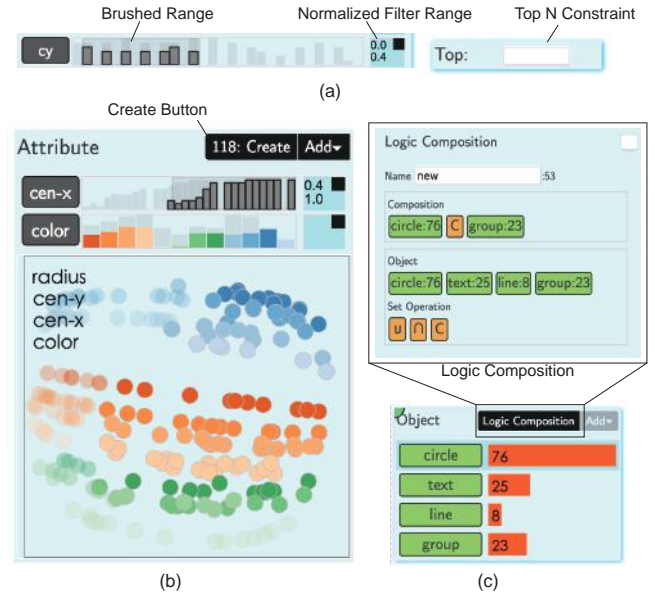 Brushed Range
Normalized Filter Range
Top N Constraint
cy
0.0
0.4
Top:
(a)
Create Button
Attribute
118: Create
Add▾
cen-x
0.4
1.0
color
radius
cen-y
cen-x
color
(b)
Logic Composition
Name new :53
Composition
circle:76 C group:23
Object
circle:76 text:25 line:8 group:23
Set Operation
∪ ∩ C
Logic Composition
Object
Logic Composition
Add▾
circle 76
text 25
line 8
group 23
(c)